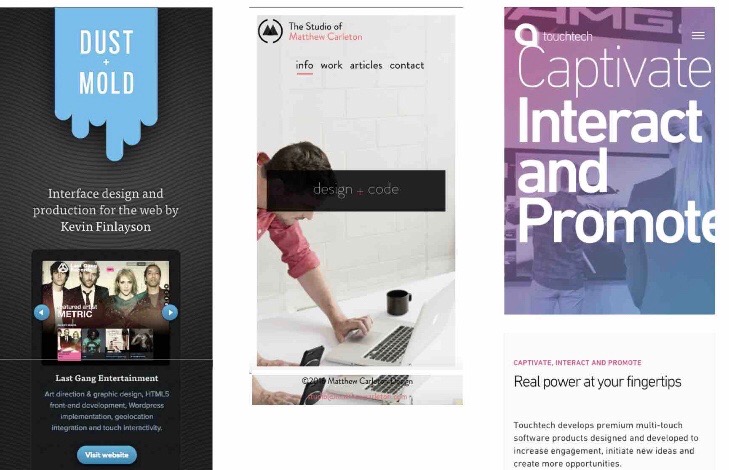 DUST
+
MOLD
Interface design and
production for the web by
Kevin Finlayson
Last Gang
Featured artist
METRIC
Last Gang Entertainment
Art direction & graphic design, HTML5
front-end development, Wordpress
implementation, geolocation
integration and touch interactivity.
Visit website
The Studio of
Matthew Carleton
info work articles contact
design + code
Matthew Carleton Design
touchtech
Captivate
Interact
and
Promote
CAPTIVATE, INTERACT AND PROMOTE
Real power at your fingertips
Touchtech develops premium multi-touch
software products designed and developed to
increase engagement, initiate new ideas and
create more opportunities.